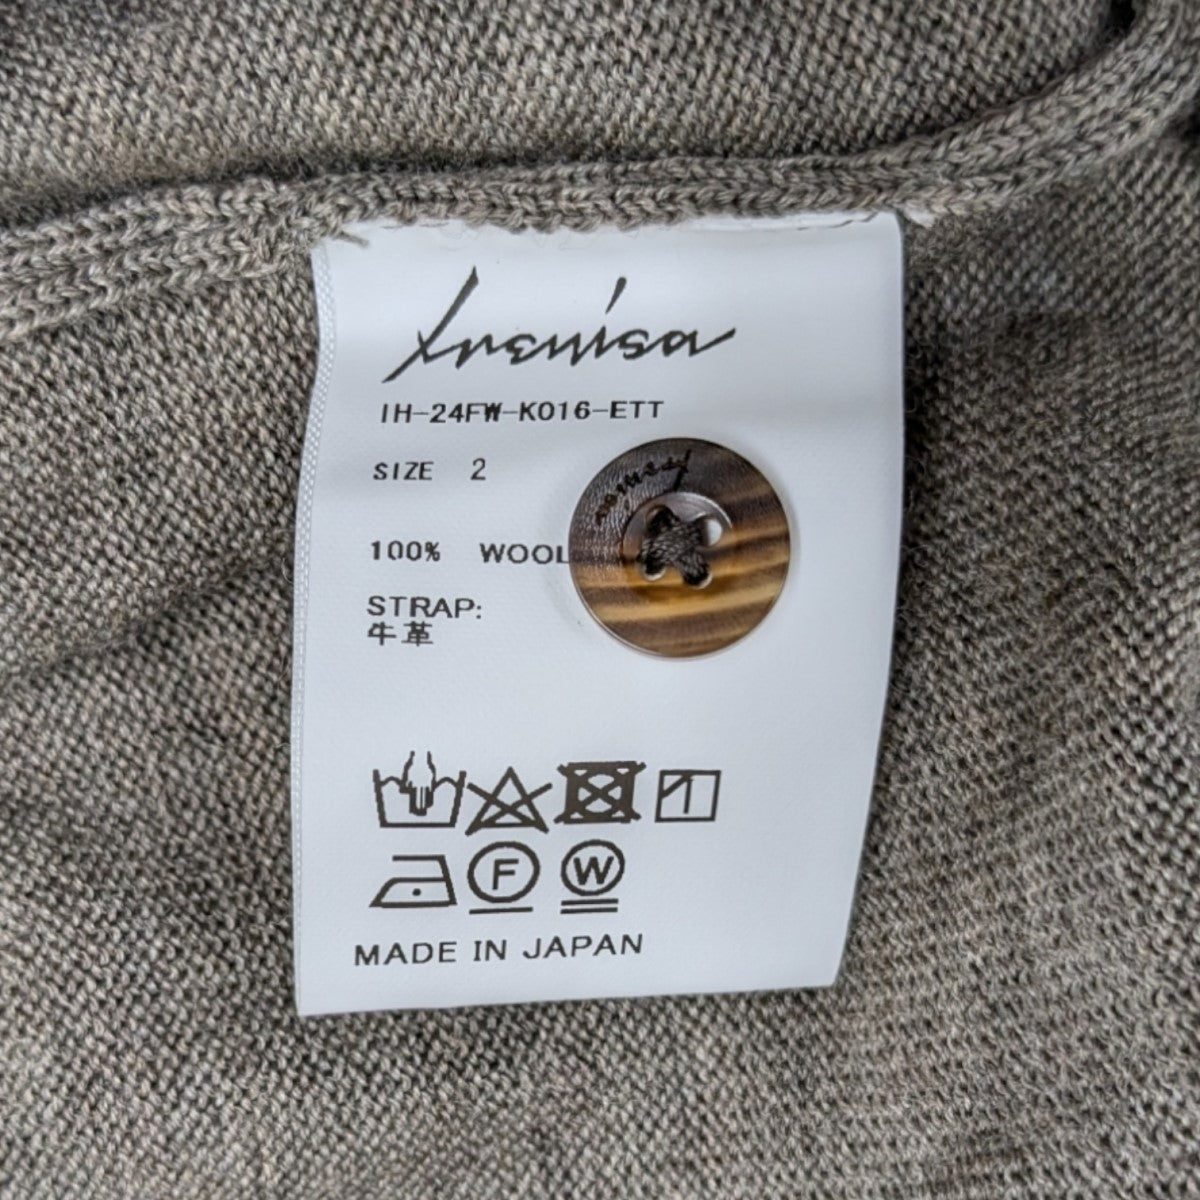 Irenisa
IH-24FW-K016-ETT
SIZE 2
100% WOOL
STRAP:
牛革
F W
MADE IN JAPAN